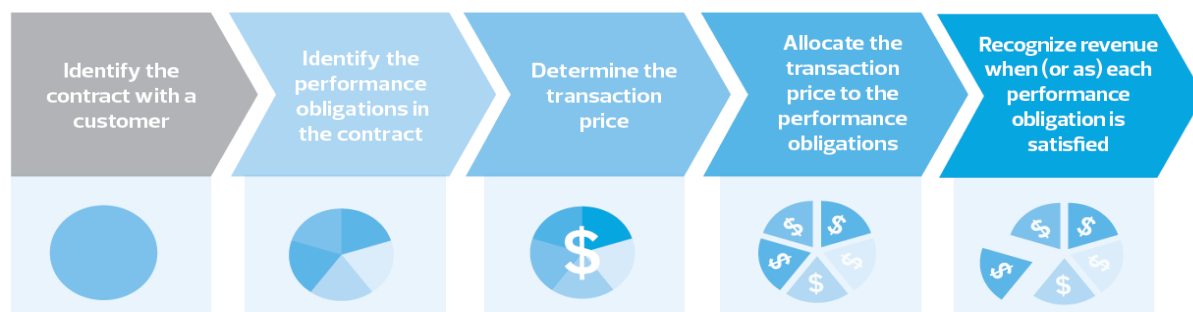 Identify the
contract with a
customer
Identify the
performance
obligations in
the contract
Determine the
transaction
price
Allocate the
transaction
price to the
performance
obligations
Recognize revenue
when (or as) each
performance
obligation is
satisfied
$
$
$
$
$
$
$
$
$
$
$